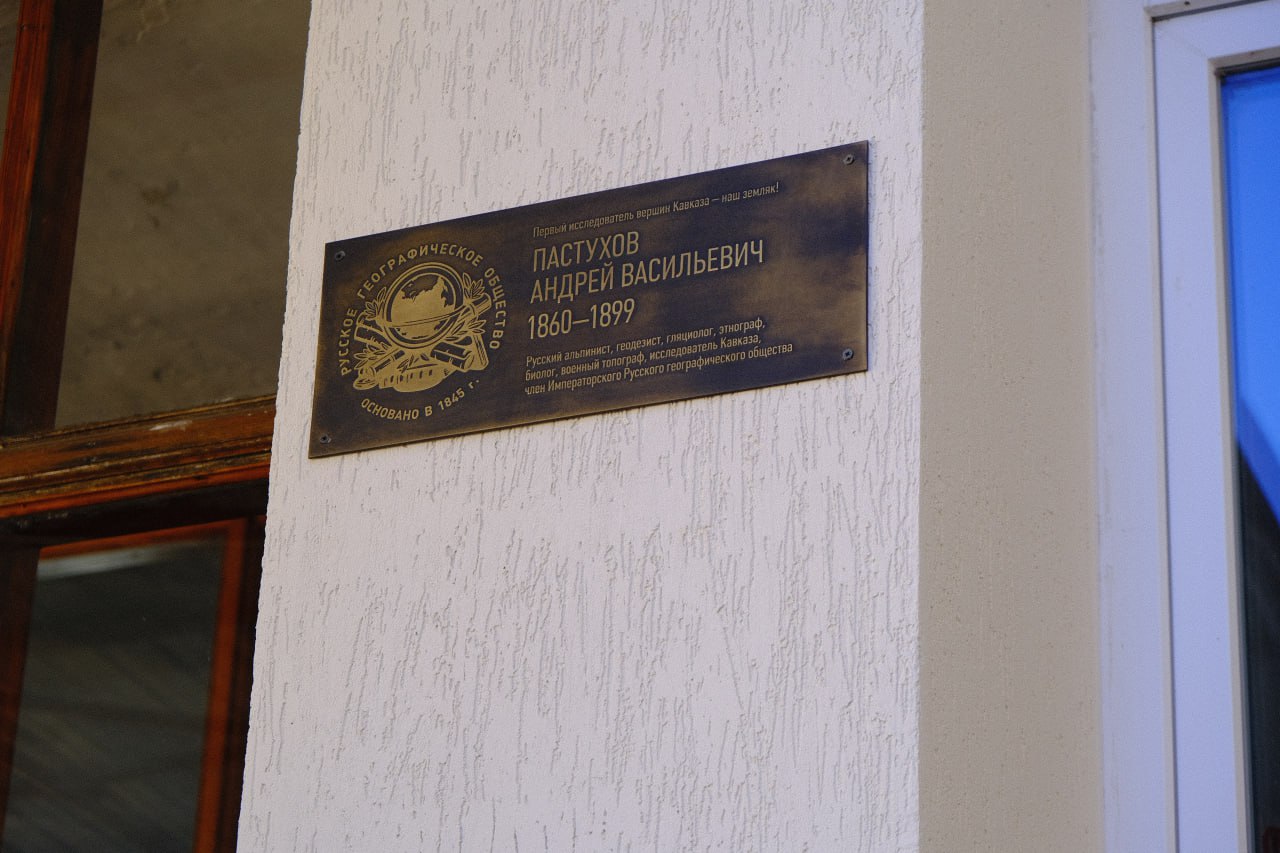 РУССКОЕ ГЕОГРАФИЧЕСКОЕ ОБЩЕСТВО
ОСНОВАНО В 1845 г.
Первый исследователь вершин Кавказа — наш земляк!
ПАСТУХОВ
АНДРЕЙ ВАСИЛЬЕВИЧ
1860—1899
Русский альпинист, геодезист, гляциолог, этнограф,
биолог, военный топограф, исследователь Кавказа,
член Императорского Русского географического общества